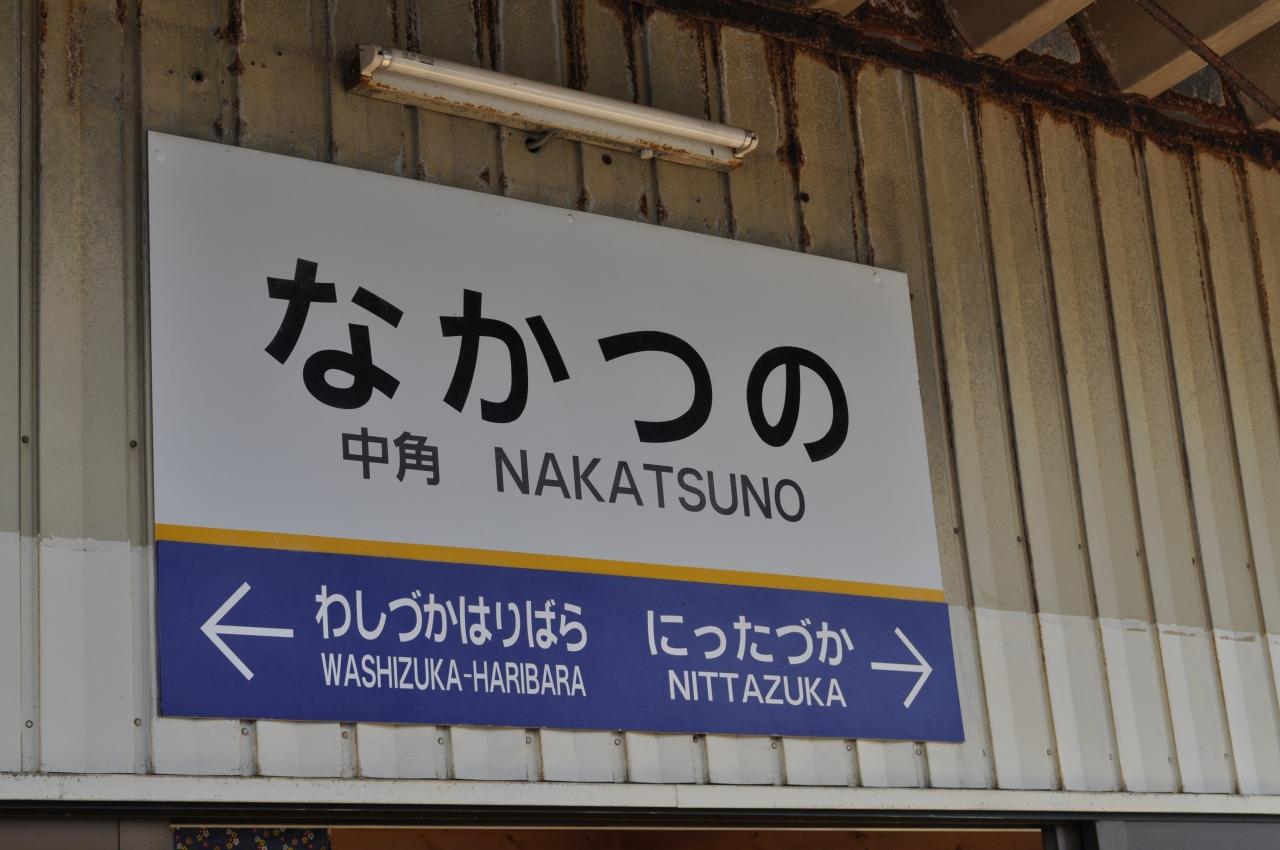 なかつの
中角 NAKATSUNO
← わしづかはりばら にったづか →
WASHIZUKA-HARIBARA NITTAZUKA